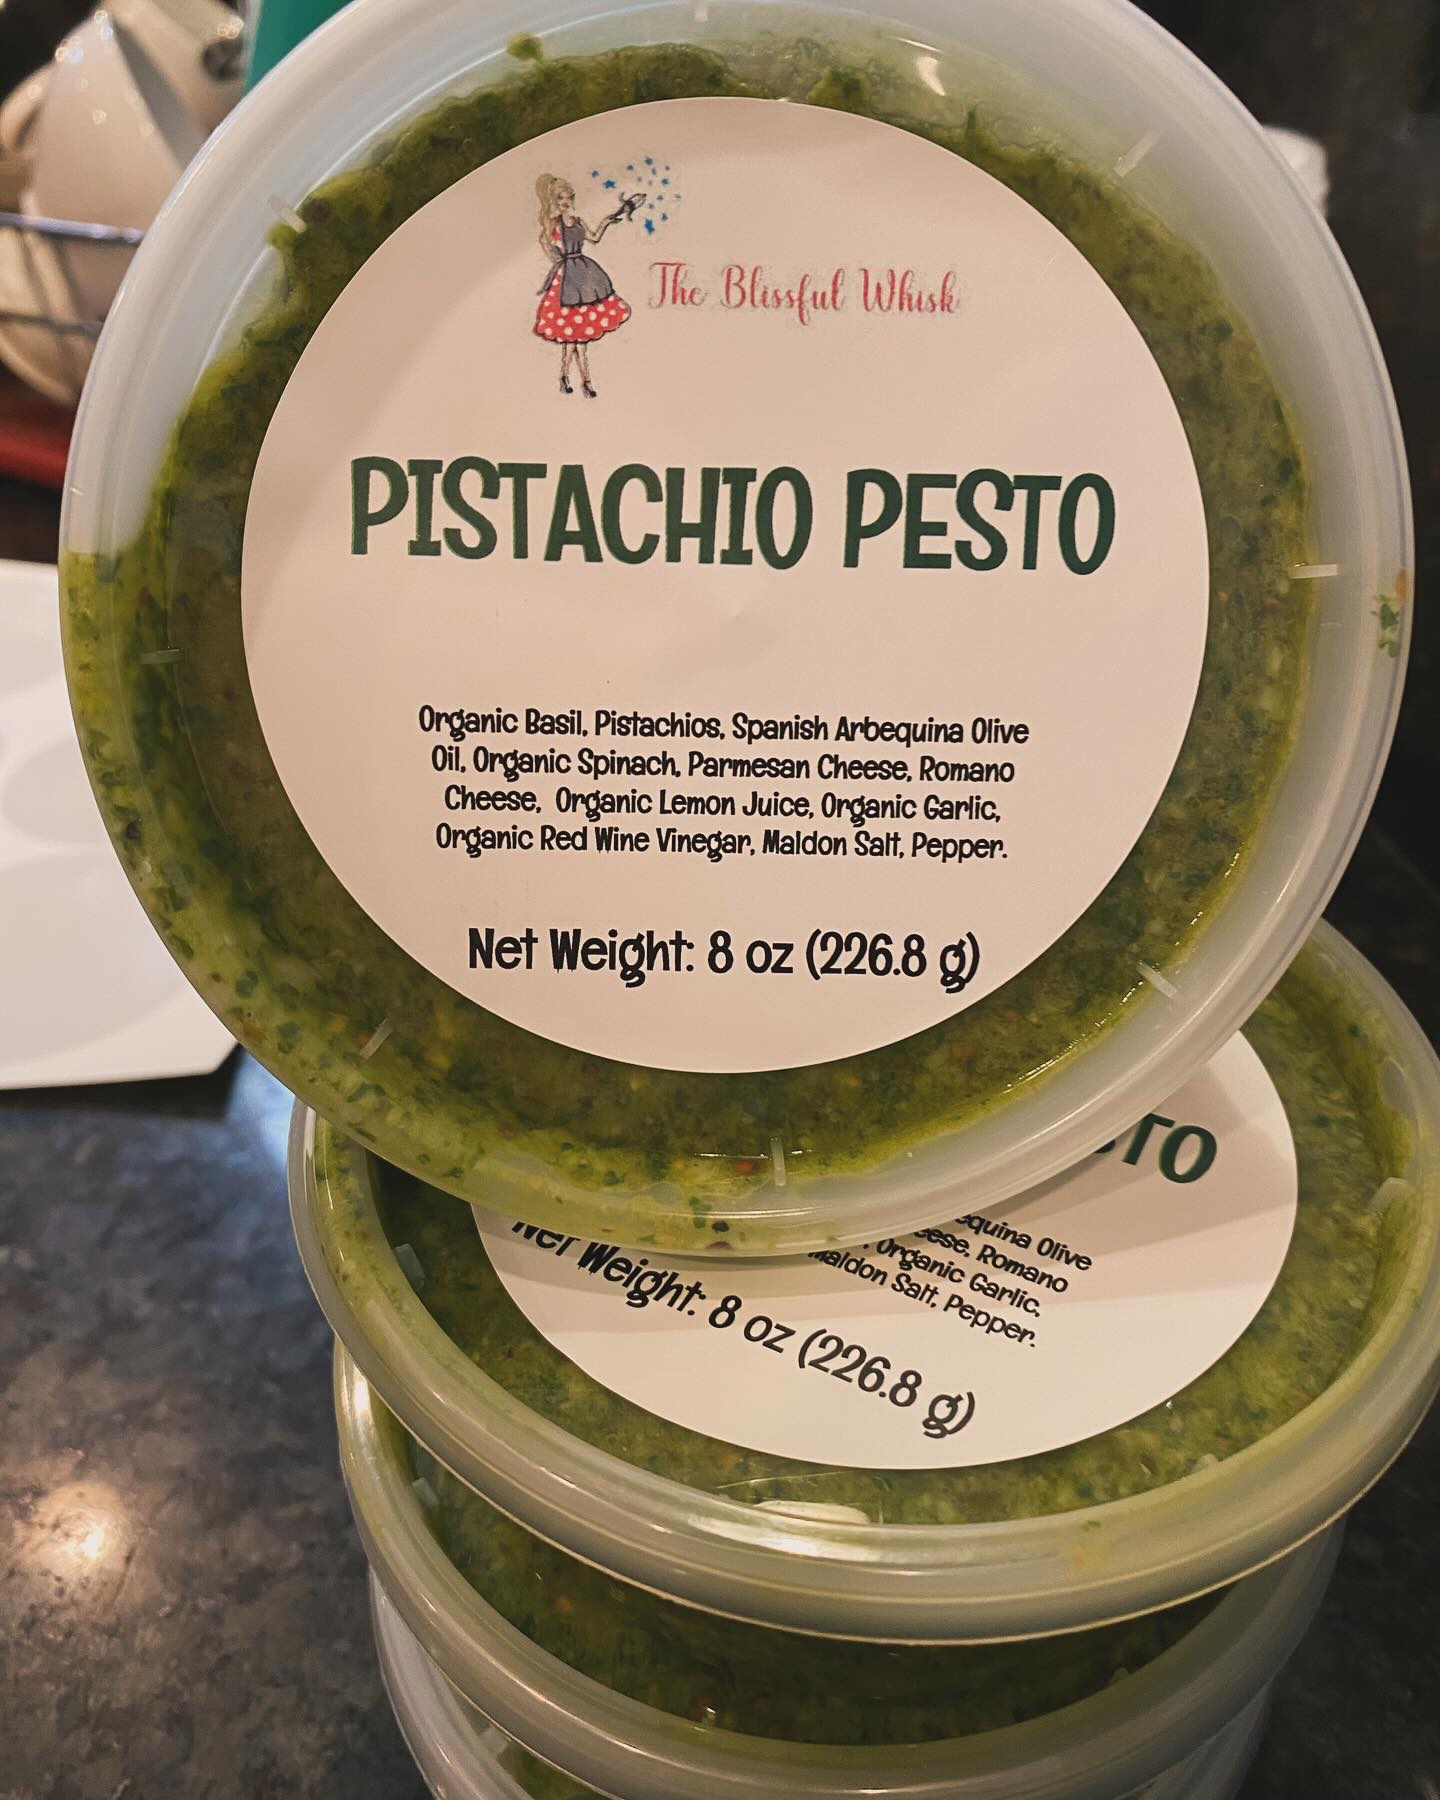 The Blissful Whisk
PISTACHIO PESTO
Organic Basil, Pistachios, Spanish Arbequina Olive
Oil, Organic Spinach, Parmesan Cheese, Romano
Cheese, Organic Lemon Juice, Organic Garlic,
Organic Red Wine Vinegar, Maldon Salt, Pepper.
Net Weight: 8 oz (226.8 g)
TO
equina Olive
Romano
Organic Garlic,
Maldon Salt, Pepper.
Net Weight: 8 oz (226.8 g)